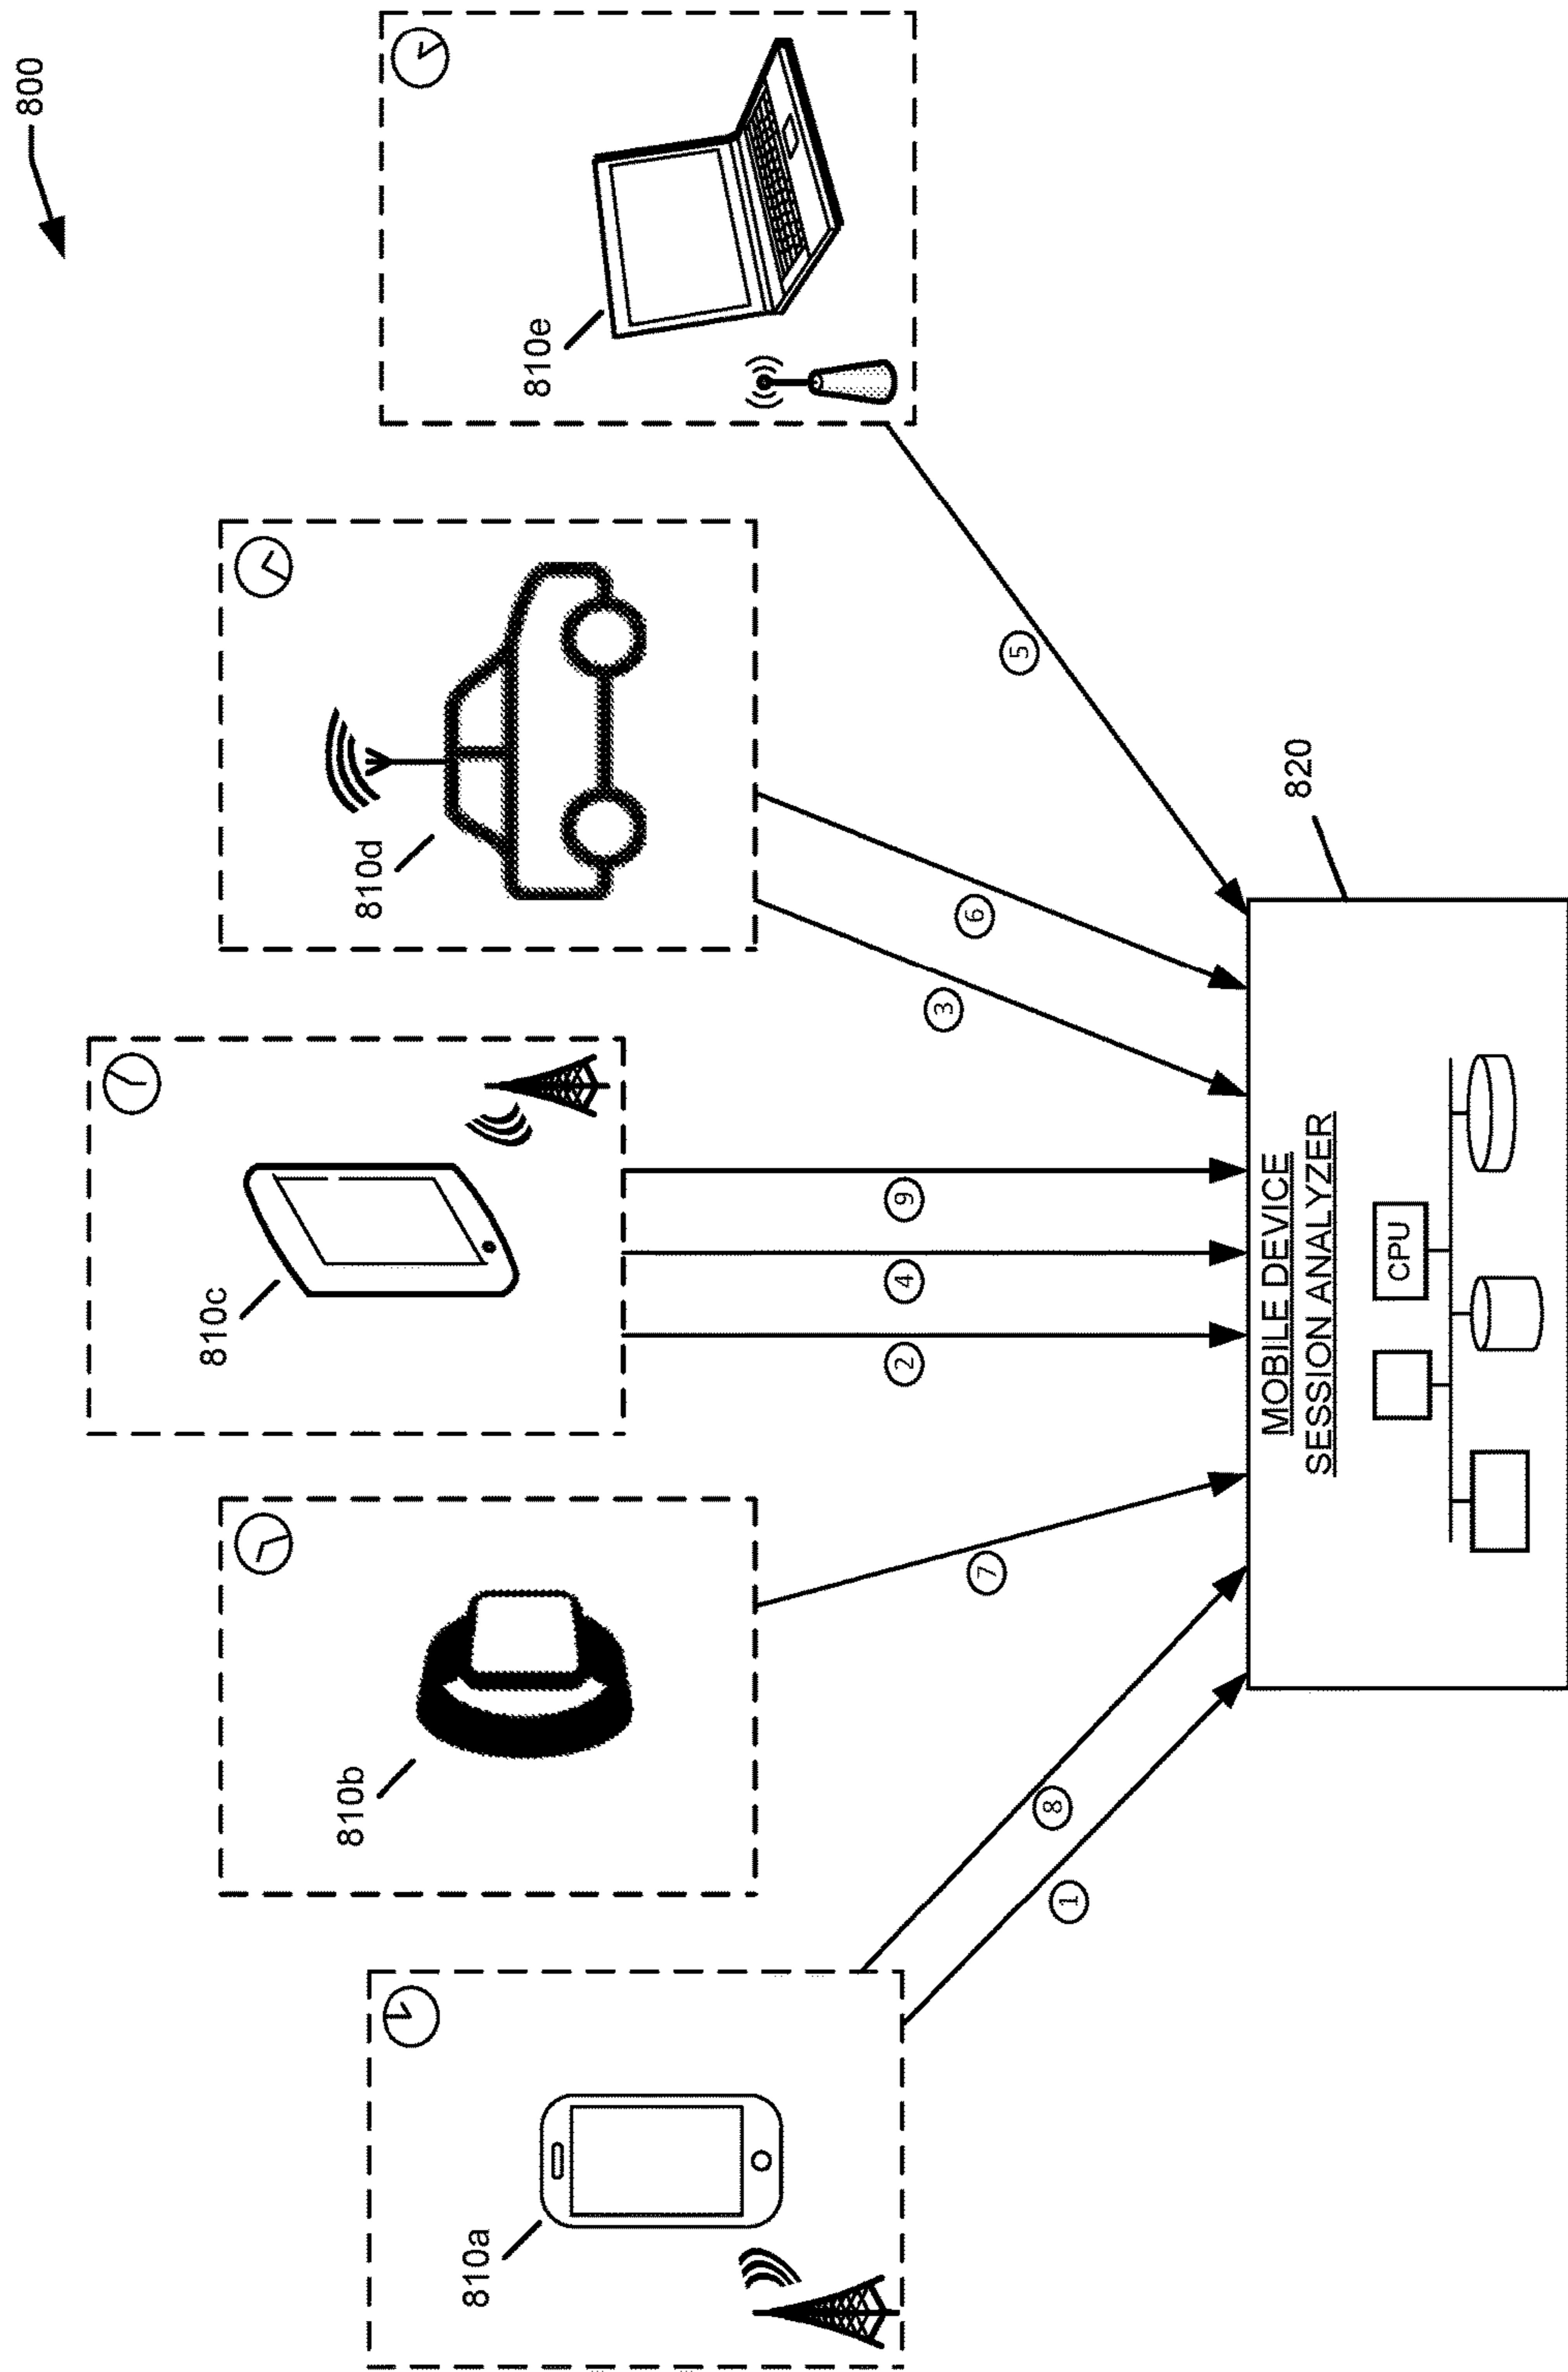 800
810a
810b
810c
810d
810e
1
8
7
2
4
9
3
6
5
820
MOBILE DEVICE
SESSION ANALYZER
CPU